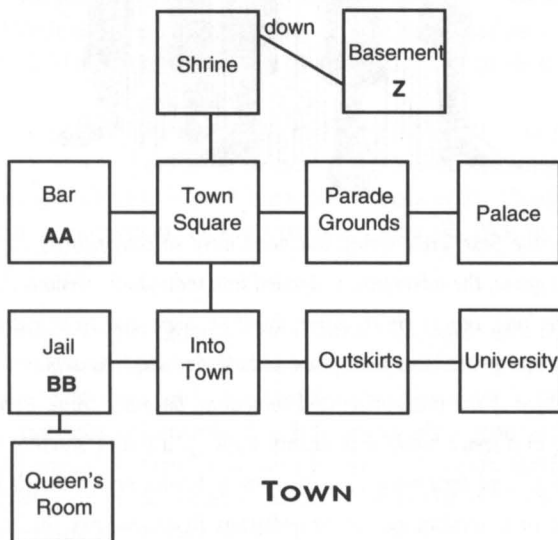 down
Shrine
Basement
Z
Bar
AA
Town
Square
Parade
Grounds
Palace
Jail
BB
Into
Town
Outskirts
University
Queen's
Room
TOWN